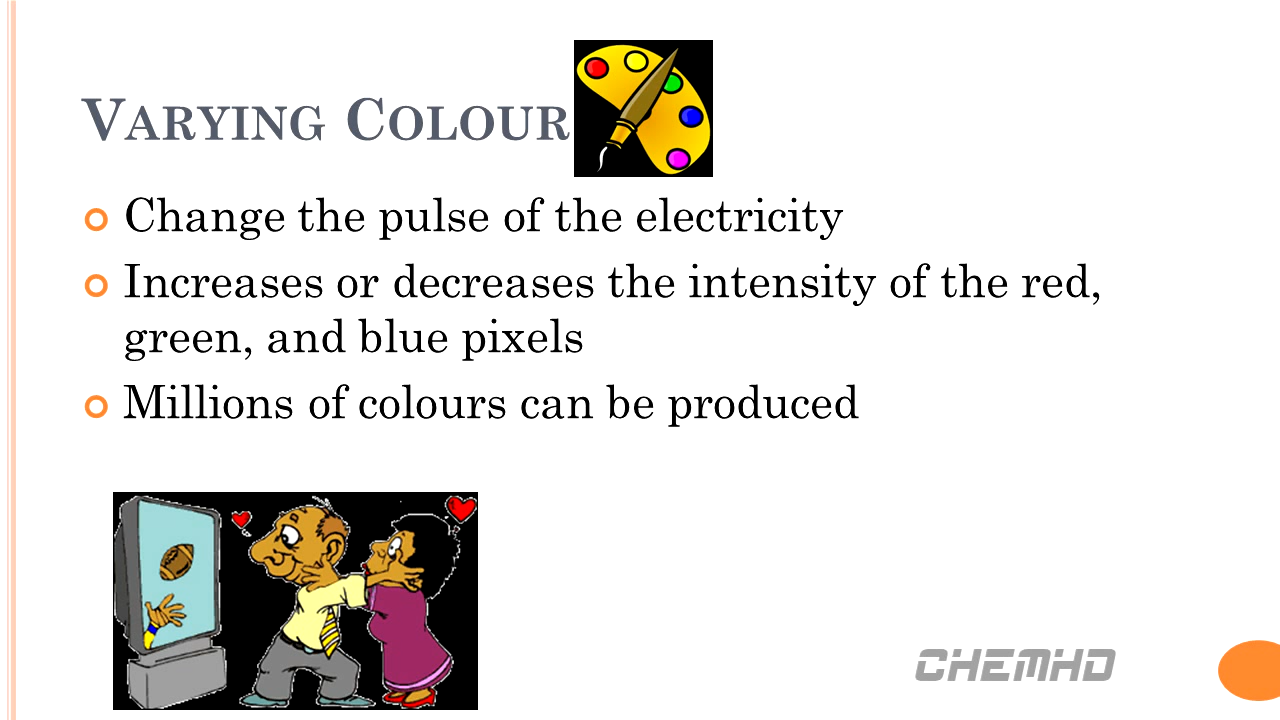 VARYING COLOUR
Change the pulse of the electricity
Increases or decreases the intensity of the red,
green, and blue pixels
Millions of colours can be produced
CHEMHD